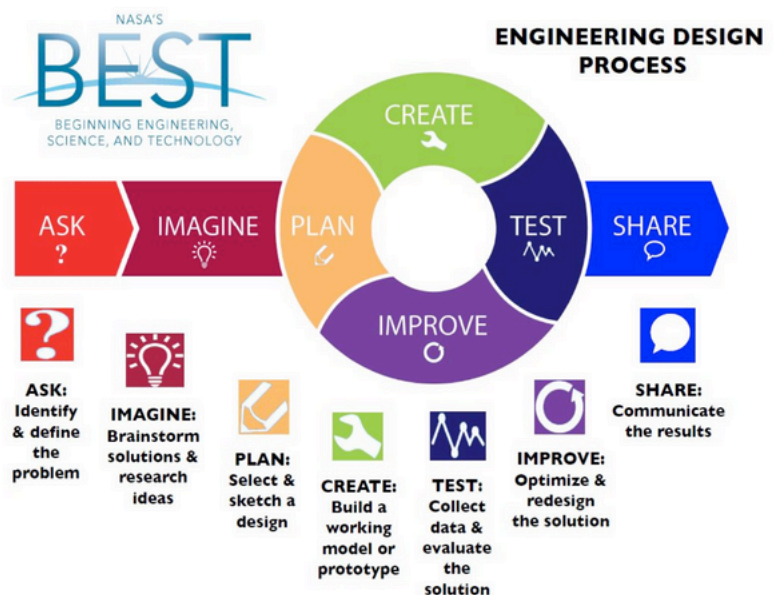 NASA'S
BEST
BEGINNING ENGINEERING,
SCIENCE, AND TECHNOLOGY
ENGINEERING DESIGN
PROCESS
ASK
?
IMAGINE
PLAN
CREATE
TEST
IMPROVE
SHARE
?
ASK:
Identify
& define
the
problem
IMAGINE:
Brainstorm
solutions &
research
ideas
PLAN:
Select &
sketch a
design
CREATE:
Build a
working
model or
prototype
TEST:
Collect
data &
evaluate
the
solution
IMPROVE:
Optimize &
redesign
the solution
SHARE:
Communicate
the results